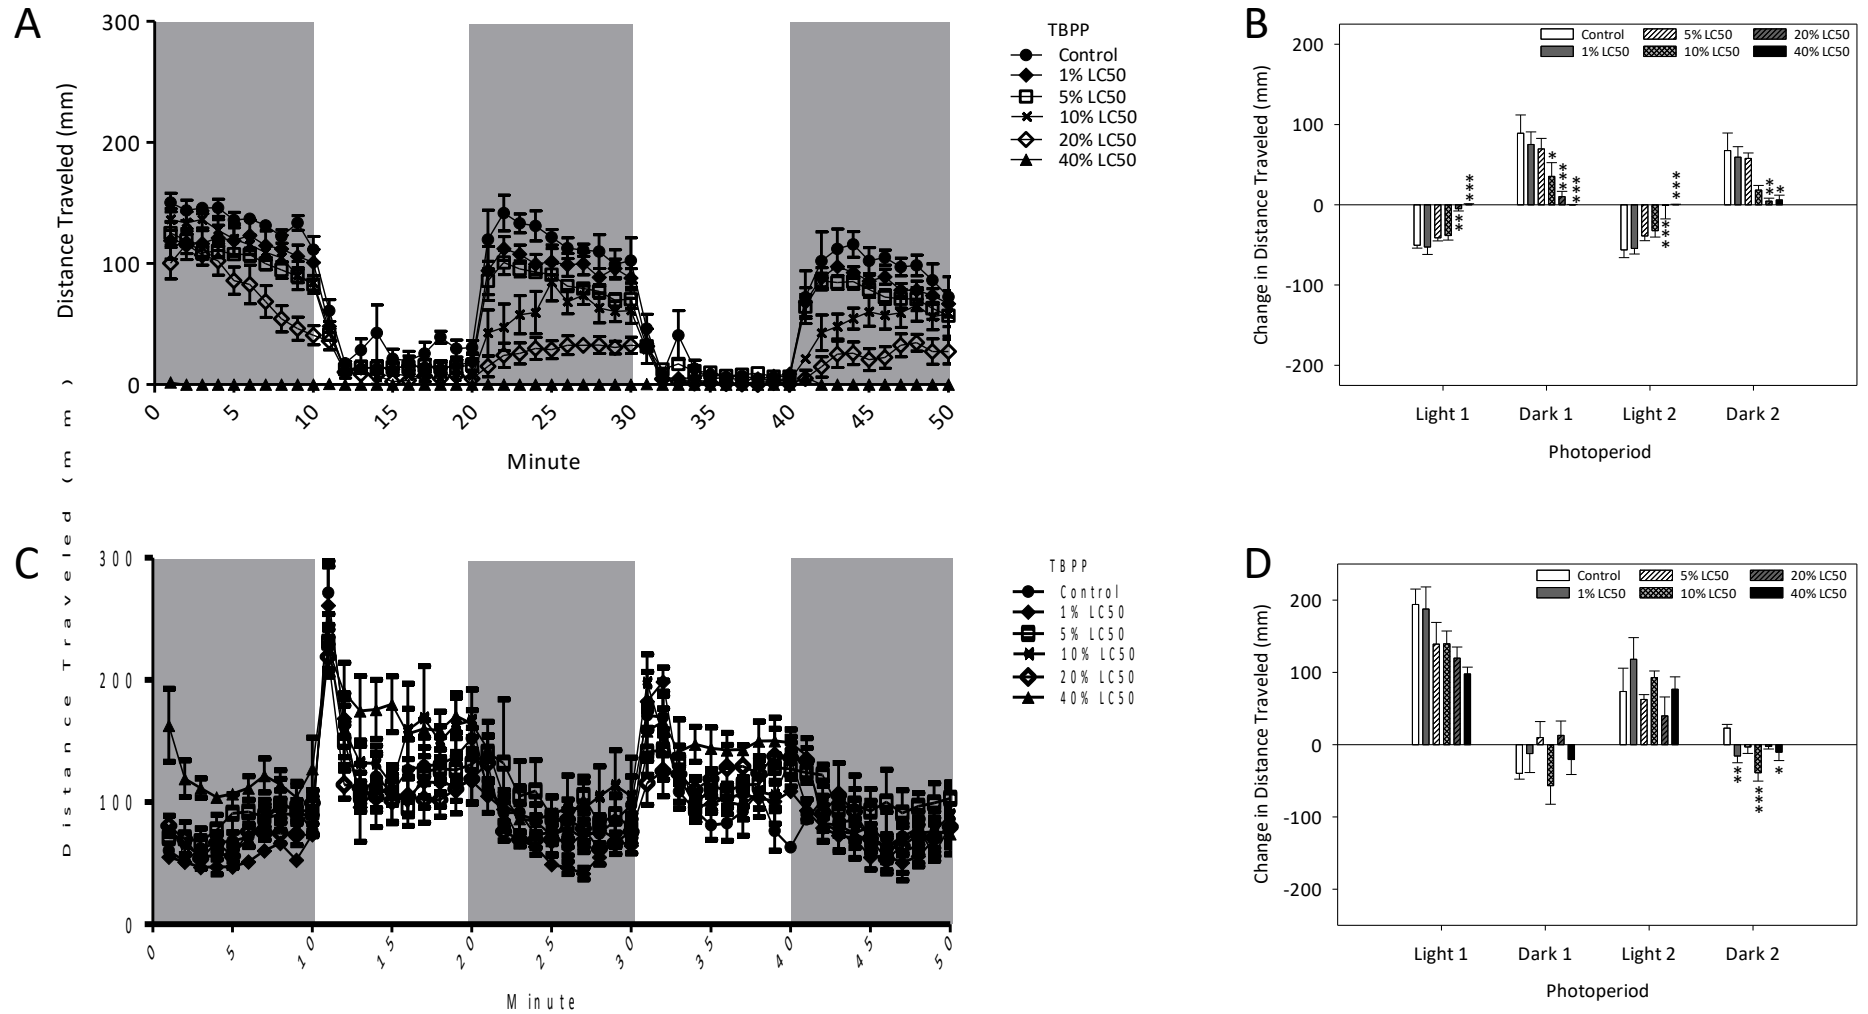 A
Distance Traveled (mm)
300
200
100
0
0 5 10 15 20 25 30 35 40 45 50
Minute
TBPP
Control
1% LC50
5% LC50
10% LC50
20% LC50
40% LC50
B
Change in Distance Traveled (mm)
200
100
0
-100
-200
Control 5% LC50 20% LC50
1% LC50 10% LC50 40% LC50
***
**
*
***
***
***
***
**
*
Light 1 Dark 1 Light 2 Dark 2
Photoperiod
C
Distance Traveled (mm)
300
200
100
0
0 5 10 15 20 25 30 35 40 45 50
Minute
TBPP
Control
1% LC50
5% LC50
10% LC50
20% LC50
40% LC50
D
Change in Distance Traveled (mm)
200
100
0
-100
-200
Control 5% LC50 20% LC50
1% LC50 10% LC50 40% LC50
**
***
*
Light 1 Dark 1 Light 2 Dark 2
Photoperiod